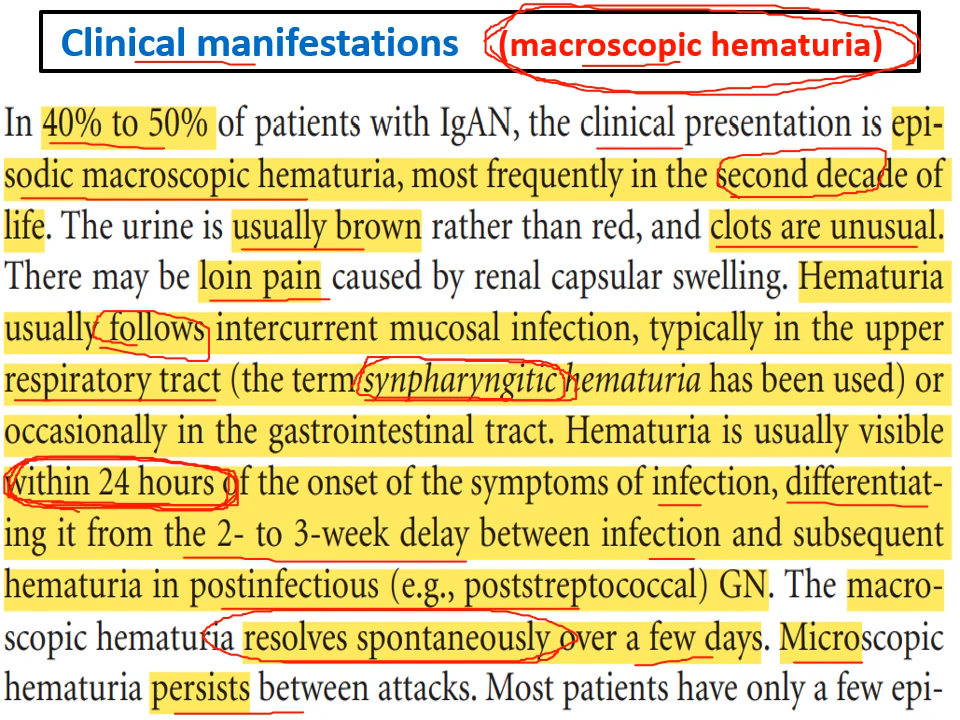 Clinical manifestations (macroscopic hematuria)
In 40% to 50% of patients with IgAN, the clinical presentation is epi-
sodic macroscopic hematuria, most frequently in the second decade of
life. The urine is usually brown rather than red, and clots are unusual.
There may be loin pain caused by renal capsular swelling. Hematuria
usually follows intercurrent mucosal infection, typically in the upper
respiratory tract (the term synpharyngitic hematuria has been used) or
occasionally in the gastrointestinal tract. Hematuria is usually visible
within 24 hours of the onset of the symptoms of infection, differentiat-
ing it from the 2- to 3-week delay between infection and subsequent
hematuria in postinfectious (e.g., poststreptococcal) GN. The macro-
scopic hematuria resolves spontaneously over a few days. Microscopic
hematuria persists between attacks. Most patients have only a few epi-